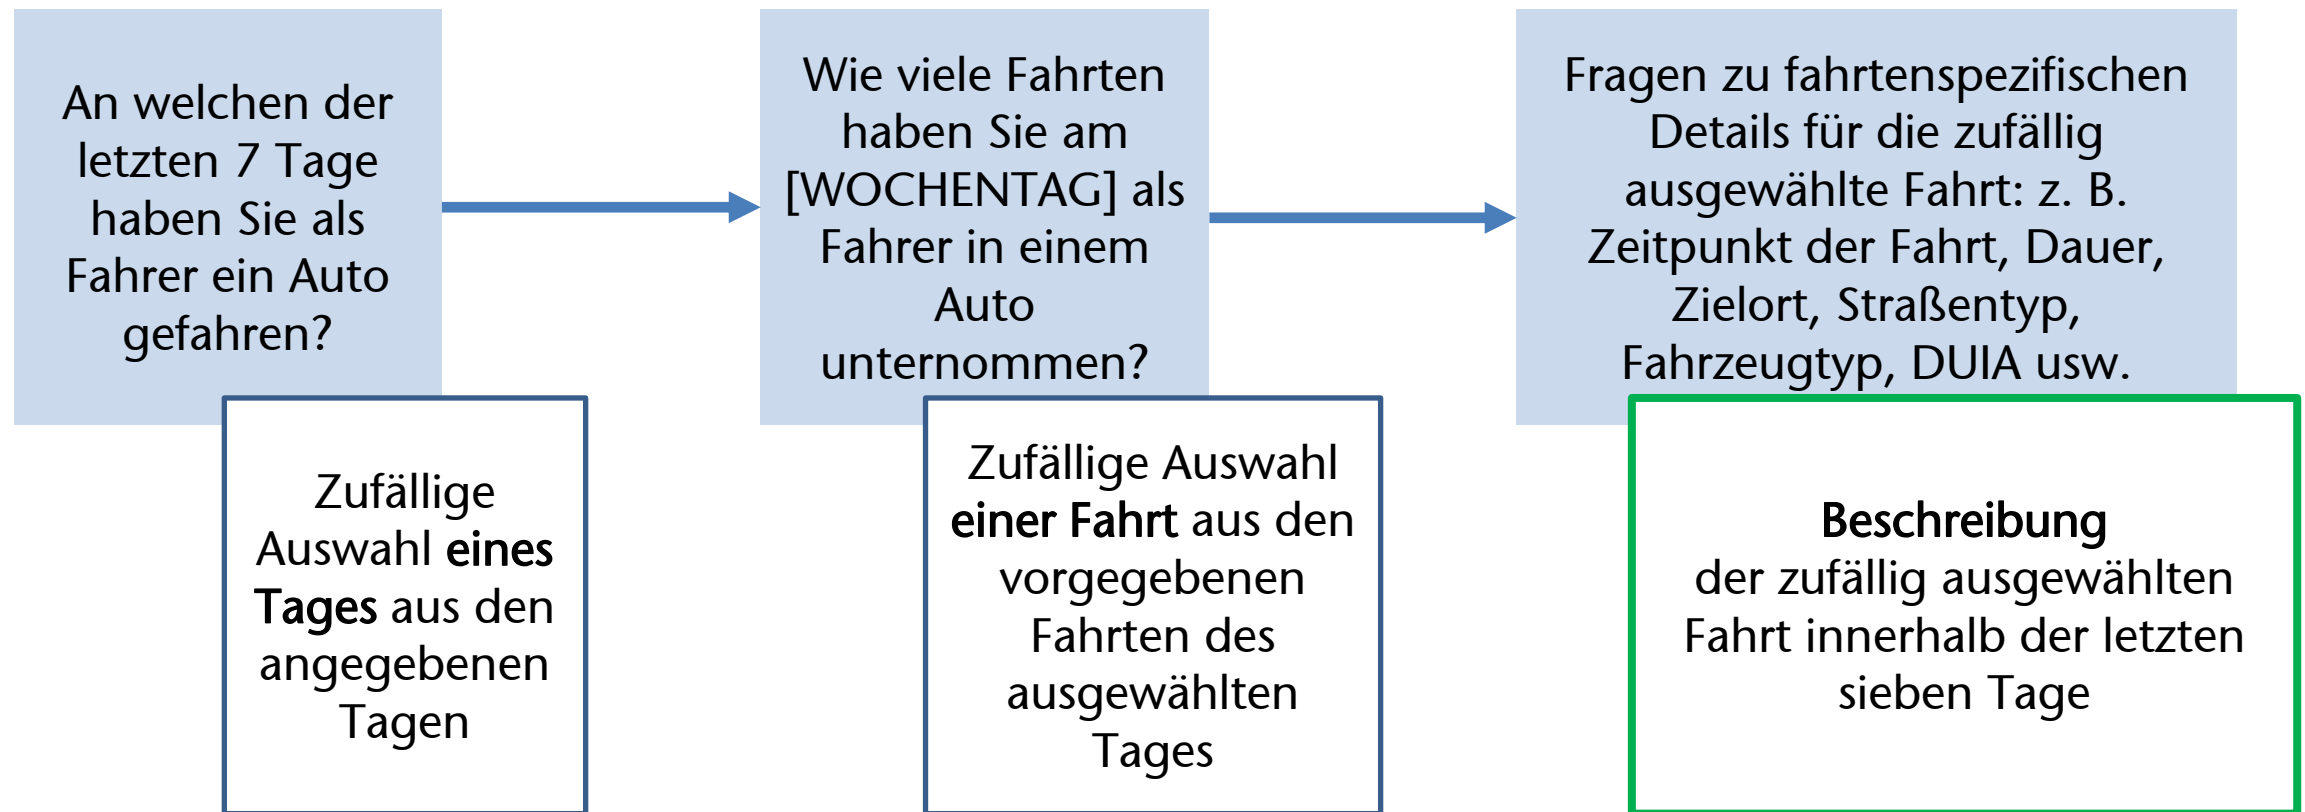 An welchen der
letzten 7 Tage
haben Sie als
Fahrer ein Auto
gefahren?
Zufällige
Auswahl eines
Tages aus den
angegebenen
Tagen
Wie viele Fahrten
haben Sie am
[WOCHENTAG] als
Fahrer in einem
Auto
unternommen?
Zufällige Auswahl
einer Fahrt aus den
vorgegebenen
Fahrten des
ausgewählten
Tages
Fragen zu fahrtenspezifischen
Details für die zufällig
ausgewählte Fahrt: z. B.
Zeitpunkt der Fahrt, Dauer,
Zielort, Straßentyp,
Fahrzeugtyp, DUIA usw.
Beschreibung
der zufällig ausgewählten
Fahrt innerhalb der letzten
sieben Tage